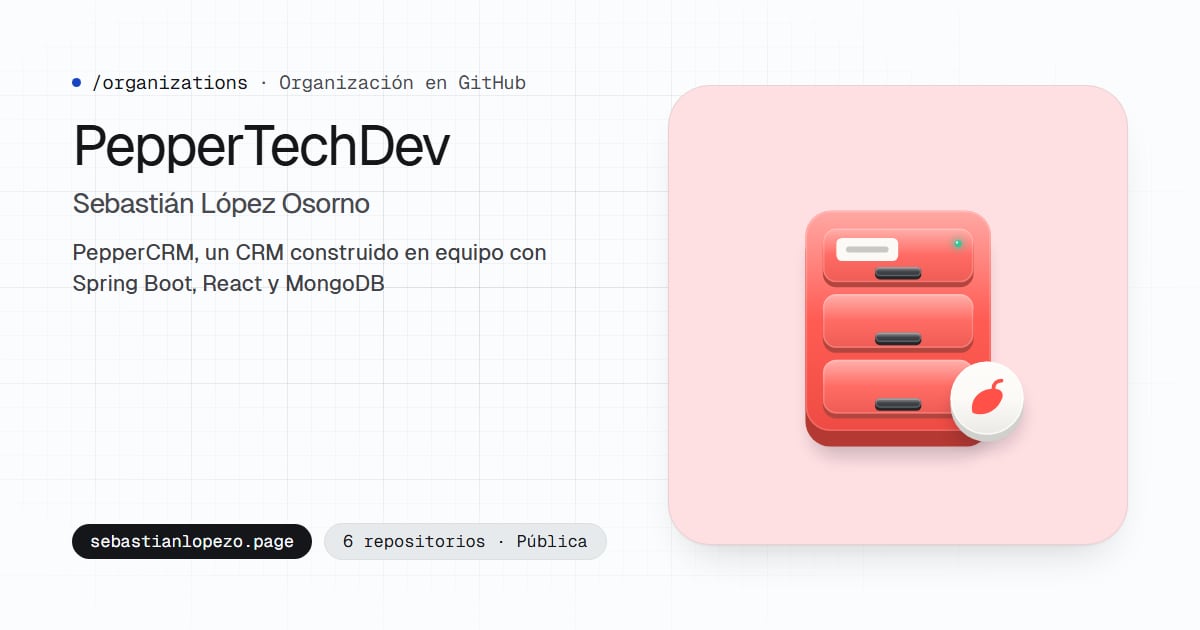 /organizations · Organización en GitHub
PepperTechDev
Sebastián López Osorno
PepperCRM, un CRM construido en equipo con
Spring Boot, React y MongoDB
sebastianlopezo.page
6 repositorios · Pública